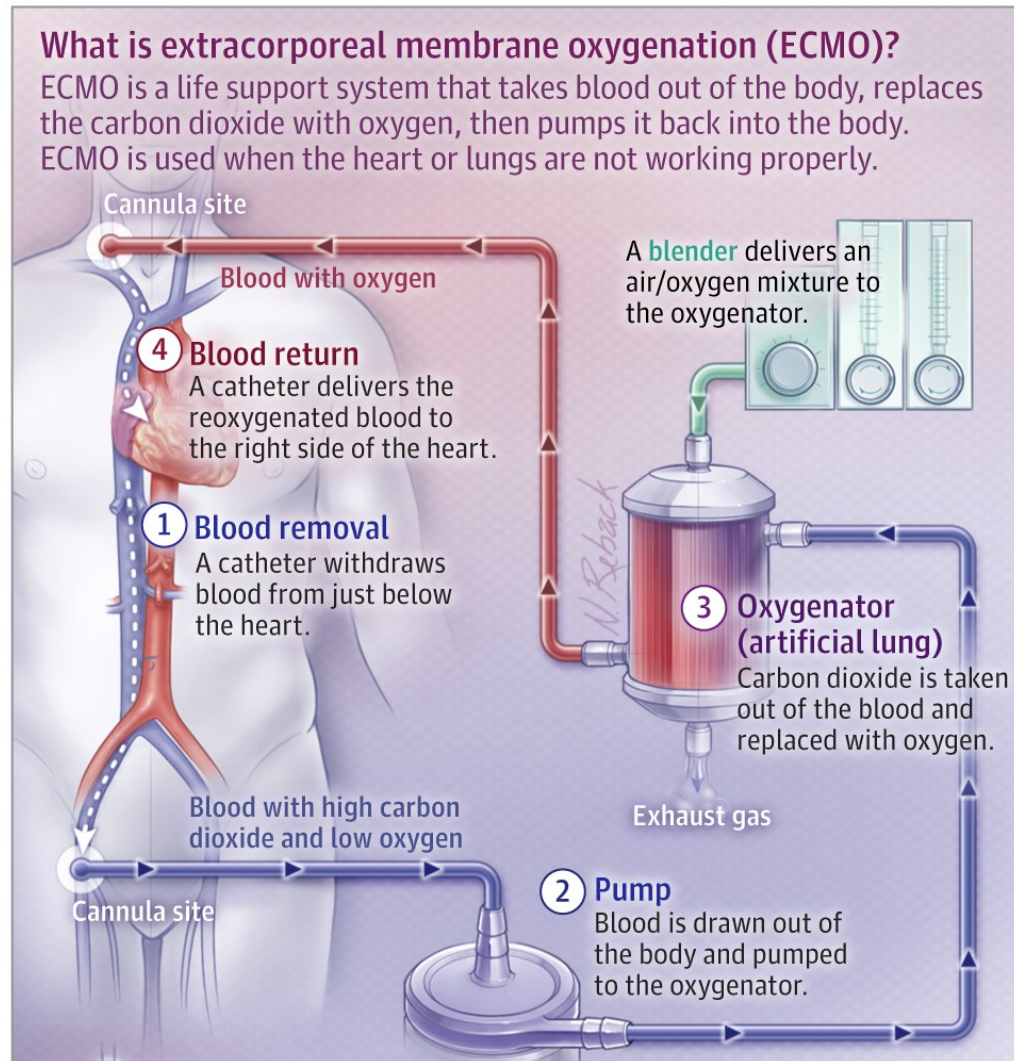 What is extracorporeal membrane oxygenation (ECMO)?
ECMO is a life support system that takes blood out of the body, replaces
the carbon dioxide with oxygen, then pumps it back into the body.
ECMO is used when the heart or lungs are not working properly.
Cannula site
Blood with oxygen
A blender delivers an
air/oxygen mixture to
the oxygenator.
4 Blood return
A catheter delivers the
reoxygenated blood to
the right side of the heart.
1 Blood removal
A catheter withdraws
blood from just below
the heart.
N. Reback
3 Oxygenator
(artificial lung)
Carbon dioxide is taken
out of the blood and
replaced with oxygen.
Exhaust gas
Blood with high carbon
dioxide and low oxygen
Cannula site
2 Pump
Blood is drawn out of
the body and pumped
to the oxygenator.